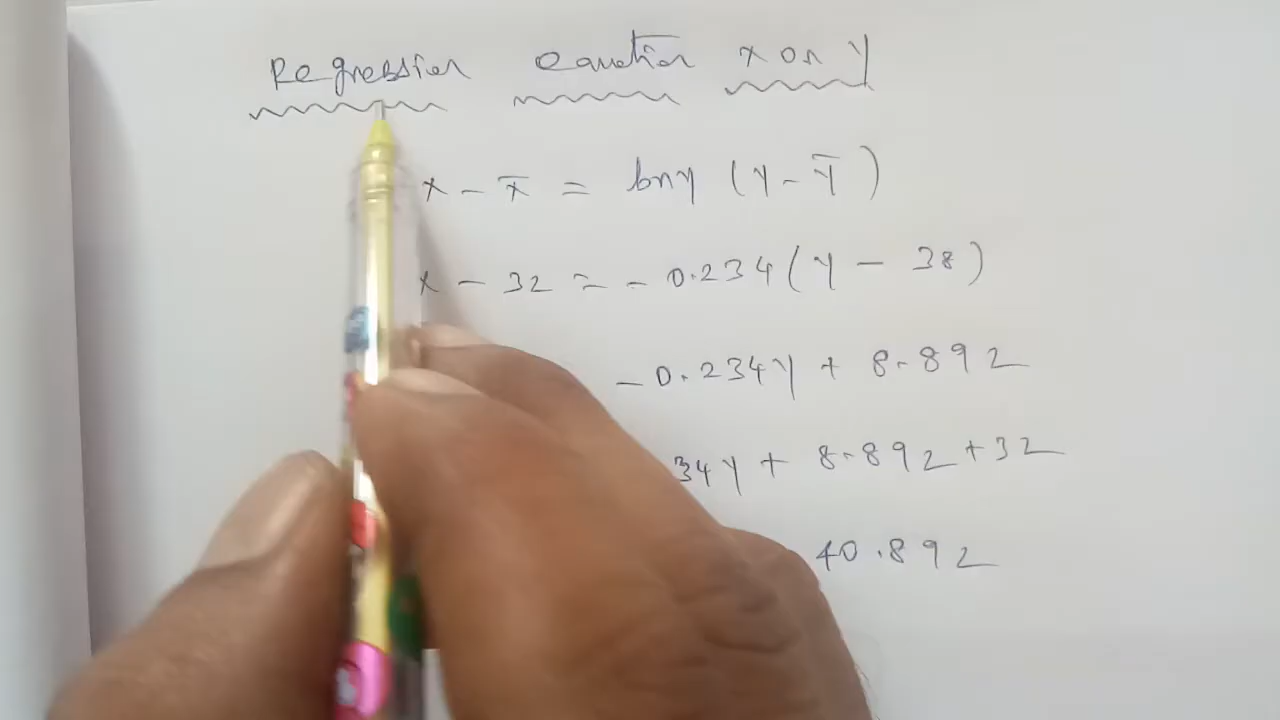 Regression equation x on y
x - x̄ = bxy (y - ȳ)
x - 32 = - 0.234 (y - 38)
- 0.234y + 8.892
34y + 8.892 + 32
40.892